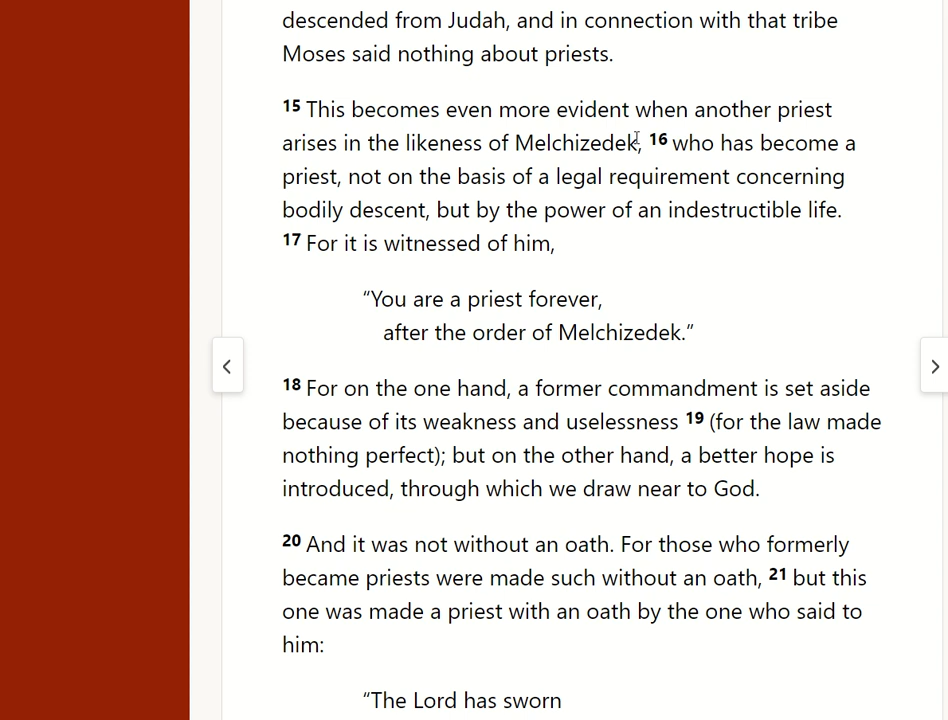 descended from Judah, and in connection with that tribe
Moses said nothing about priests.
15 This becomes even more evident when another priest
arises in the likeness of Melchizedek, 16 who has become a
priest, not on the basis of a legal requirement concerning
bodily descent, but by the power of an indestructible life.
17 For it is witnessed of him,
“You are a priest forever,
after the order of Melchizedek.”
18 For on the one hand, a former commandment is set aside
because of its weakness and uselessness 19 (for the law made
nothing perfect); but on the other hand, a better hope is
introduced, through which we draw near to God.
20 And it was not without an oath. For those who formerly
became priests were made such without an oath, 21 but this
one was made a priest with an oath by the one who said to
him:
“The Lord has sworn